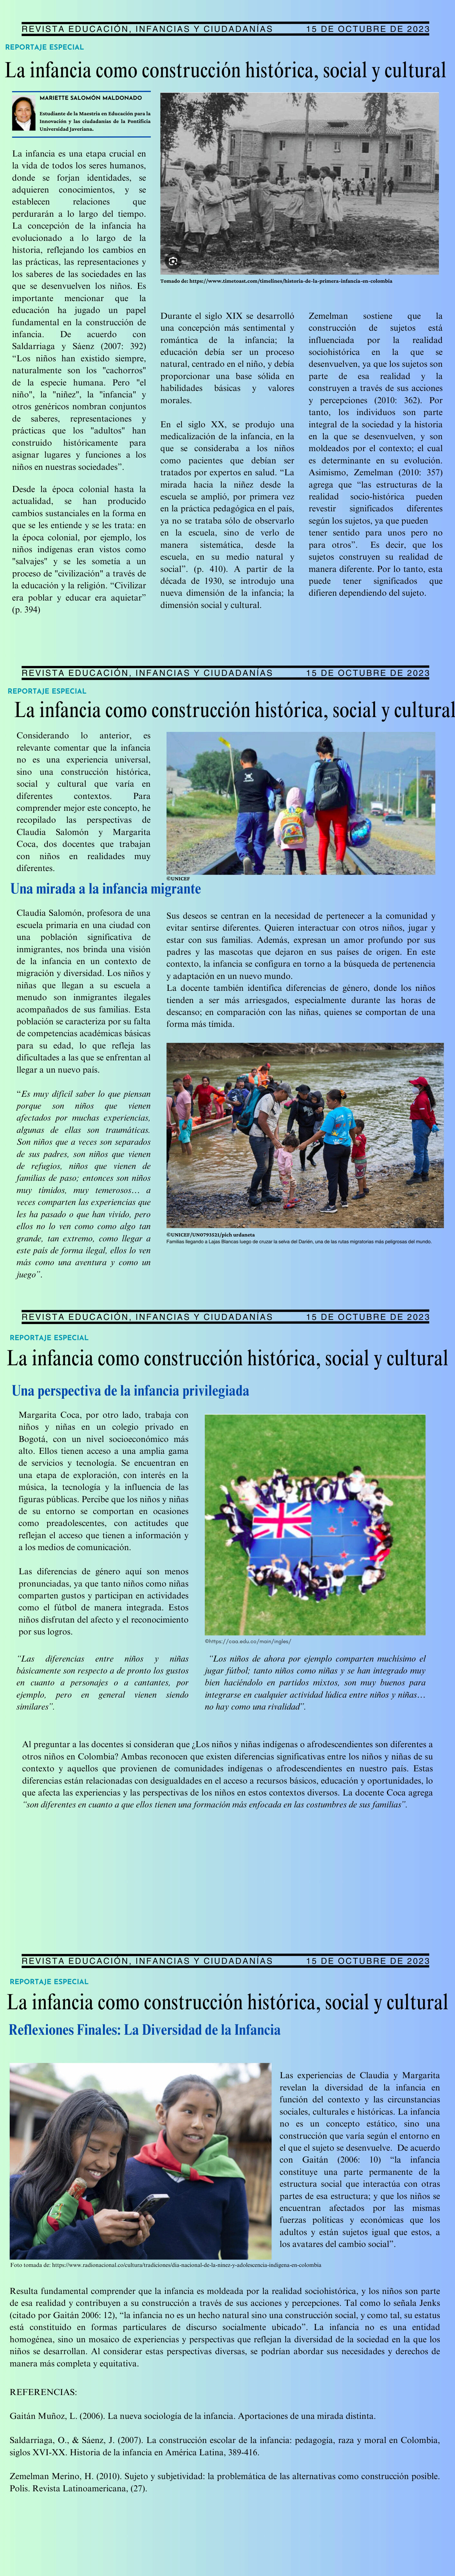 REVISTA EDUCACIÓN, INFANCIAS Y CIUDADANÍAS 15 DE OCTUBRE DE 2023
REPORTAJE ESPECIAL
La infancia como construcción histórica, social y cultural
MARIETTE SALOMÓN MALDONADO
Estudiante de la Maestría en Educación para la
Innovación y las ciudadanías de la Pontificia
Universidad Javeriana.
La infancia es una etapa crucial en
la vida de todos los seres humanos,
donde se forjan identidades, se
adquieren conocimientos, y se
establecen relaciones que
perdurarán a lo largo del tiempo.
La concepción de la infancia ha
evolucionado a lo largo de la
historia, reflejando los cambios en
las prácticas, las representaciones y
los saberes de las sociedades en las
que se desenvuelven los niños. Es
importante mencionar que la
educación ha jugado un papel
fundamental en la construcción de
infancia. De acuerdo con
Saldarriaga y Sáenz (2007: 392)
“Los niños han existido siempre,
naturalmente son los "cachorros"
de la especie humana. Pero "el
niño", la "niñez", la "infancia" y
otros genéricos nombran conjuntos
de saberes, representaciones y
prácticas que los "adultos" han
construido históricamente para
asignar lugares y funciones a los
niños en nuestras sociedades”.
Desde la época colonial hasta la
actualidad, se han producido
cambios sustanciales en la forma en
que se les entiende y se les trata: en
la época colonial, por ejemplo, los
niños indígenas eran vistos como
"salvajes" y se les sometía a un
proceso de "civilización" a través de
la educación y la religión. “Civilizar
era poblar y educar era aquietar”
(p. 394)
Tomado de: https://www.timetoast.com/timelines/historia-de-la-primera-infancia-en-colombia
Durante el siglo XIX se desarrolló
una concepción más sentimental y
romántica de la infancia; la
educación debía ser un proceso
natural, centrado en el niño, y debía
proporcionar una base sólida en
habilidades básicas y valores
morales.
En el siglo XX, se produjo una
medicalización de la infancia, en la
que se consideraba a los niños
como pacientes que debían ser
tratados por expertos en salud. “La
mirada hacia la niñez desde la
escuela se amplió, por primera vez
en la práctica pedagógica en el país,
ya no se trataba sólo de observarlo
en la escuela, sino de verlo de
manera sistemática, desde la
escuela, en su medio natural y
social”. (p. 410). A partir de la
década de 1930, se introdujo una
nueva dimensión de la infancia; la
dimensión social y cultural.
Zemelman sostiene que la
construcción de sujetos está
influenciada por la realidad
sociohistórica en la que se
desenvuelven, ya que los sujetos son
parte de esa realidad y la
construyen a través de sus acciones
y percepciones (2010: 362). Por
tanto, los individuos son parte
integral de la sociedad y la historia
en la que se desenvuelven, y son
moldeados por el contexto; el cual
es determinante en su evolución.
Asimismo, Zemelman (2010: 357)
agrega que “las estructuras de la
realidad socio-histórica pueden
revestir significados diferentes
según los sujetos, ya que pueden
tener sentido para unos pero no
para otros”. Es decir, que los
sujetos construyen su realidad de
manera diferente. Por lo tanto, esta
puede tener significados que
difieren dependiendo del sujeto.
REVISTA EDUCACIÓN, INFANCIAS Y CIUDADANÍAS 15 DE OCTUBRE DE 2023
REPORTAJE ESPECIAL
La infancia como construcción histórica, social y cultural
Considerando lo anterior, es
relevante comentar que la infancia
no es una experiencia universal,
sino una construcción histórica,
social y cultural que varía en
diferentes contextos. Para
comprender mejor este concepto, he
recopilado las perspectivas de
Claudia Salomón y Margarita
Coca, dos docentes que trabajan
con niños en realidades muy
diferentes.
©UNICEF
Una mirada a la infancia migrante
Claudia Salomón, profesora de una
escuela primaria en una ciudad con
una población significativa de
inmigrantes, nos brinda una visión
de la infancia en un contexto de
migración y diversidad. Los niños y
niñas que llegan a su escuela a
menudo son inmigrantes ilegales
acompañados de sus familias. Esta
población se caracteriza por su falta
de competencias académicas básicas
para su edad, lo que refleja las
dificultades a las que se enfrentan al
llegar a un nuevo país.
“Es muy difícil saber lo que piensan
porque son niños que vienen
afectados por muchas experiencias,
algunas de ellas son traumáticas.
Son niños que a veces son separados
de sus padres, son niños que vienen
de refugios, niños que vienen de
familias de paso; entonces son niños
muy tímidos, muy temerosos… a
veces comparten las experiencias que
les ha pasado o que han vivido, pero
ellos no lo ven como como algo tan
grande, tan extremo, como llegar a
este país de forma ilegal, ellos lo ven
más como una aventura y como un
juego”.
Sus deseos se centran en la necesidad de pertenecer a la comunidad y
evitar sentirse diferentes. Quieren interactuar con otros niños, jugar y
estar con sus familias. Además, expresan un amor profundo por sus
padres y las mascotas que dejaron en sus países de origen. En este
contexto, la infancia se configura en torno a la búsqueda de pertenencia
y adaptación en un nuevo mundo.
La docente también identifica diferencias de género, donde los niños
tienden a ser más arriesgados, especialmente durante las horas de
descanso; en comparación con las niñas, quienes se comportan de una
forma más tímida.
©UNICEF/UN0793521/pich urdaneta
Familias llegando a Lajas Blancas luego de cruzar la selva del Darién, una de las rutas migratorias más peligrosas del mundo.
REVISTA EDUCACIÓN, INFANCIAS Y CIUDADANÍAS 15 DE OCTUBRE DE 2023
REPORTAJE ESPECIAL
La infancia como construcción histórica, social y cultural
Una perspectiva de la infancia privilegiada
Margarita Coca, por otro lado, trabaja con
niños y niñas en un colegio privado en
Bogotá, con un nivel socioeconómico más
alto. Ellos tienen acceso a una amplia gama
de servicios y tecnología. Se encuentran en
una etapa de exploración, con interés en la
música, la tecnología y la influencia de las
figuras públicas. Percibe que los niños y niñas
de su entorno se comportan en ocasiones
como preadolescentes, con actitudes que
reflejan el acceso que tienen a información y
a los medios de comunicación.
Las diferencias de género aquí son menos
pronunciadas, ya que tanto niños como niñas
comparten gustos y participan en actividades
como el fútbol de manera integrada. Estos
niños disfrutan del afecto y el reconocimiento
por sus logros.
“Las diferencias entre niños y niñas
básicamente son respecto a de pronto los gustos
en cuanto a personajes o a cantantes, por
ejemplo, pero en general vienen siendo
similares”.
©https://cais.edu.co/main/ingles/
“Los niños de ahora por ejemplo comparten muchísimo el
jugar fútbol; tanto niños como niñas y se han integrado muy
bien haciéndolo en partidos mixtos, son muy buenos para
integrarse en cualquier actividad lúdica entre niños y niñas…
no hay como una rivalidad”.
Al preguntar a las docentes si consideran que ¿Los niños y niñas indígenas o afrodescendientes son diferentes a
otros niños en Colombia? Ambas reconocen que existen diferencias significativas entre los niños y niñas de su
contexto y aquellos que provienen de comunidades indígenas o afrodescendientes en nuestro país. Estas
diferencias están relacionadas con desigualdades en el acceso a recursos básicos, educación y oportunidades, lo
que afecta las experiencias y las perspectivas de los niños en estos contextos diversos. La docente Coca agrega
“son diferentes en cuanto a que ellos tienen una formación más enfocada en las costumbres de sus familias”.
REVISTA EDUCACIÓN, INFANCIAS Y CIUDADANÍAS 15 DE OCTUBRE DE 2023
REPORTAJE ESPECIAL
La infancia como construcción histórica, social y cultural
Reflexiones Finales: La Diversidad de la Infancia
Las experiencias de Claudia y Margarita
revelan la diversidad de la infancia en
función del contexto y las circunstancias
sociales, culturales e históricas. La infancia
no es un concepto estático, sino una
construcción que varía según el entorno en
el que el sujeto se desenvuelve. De acuerdo
con Gaitán (2006: 10) “la infancia
constituye una parte permanente de la
estructura social que interactúa con otras
partes de esa estructura; y que los niños se
encuentran afectados por las mismas
fuerzas políticas y económicas que los
adultos y están sujetos igual que estos, a
los avatares del cambio social”.
Foto tomada de: https://www.radionacional.co/cultura/tradiciones/dia-nacional-de-la-ninez-y-adolescencia-indigena-en-colombia
Resulta fundamental comprender que la infancia es moldeada por la realidad sociohistórica, y los niños son parte
de esa realidad y contribuyen a su construcción a través de sus acciones y percepciones. Tal como lo señala Jenks
(citado por Gaitán 2006: 12), “la infancia no es un hecho natural sino una construcción social, y como tal, su estatus
está constituido en formas particulares de discurso socialmente ubicado”. La infancia no es una entidad
homogénea, sino un mosaico de experiencias y perspectivas que reflejan la diversidad de la sociedad en la que los
niños se desarrollan. Al considerar estas perspectivas diversas, se podrían abordar sus necesidades y derechos de
manera más completa y equitativa.
REFERENCIAS:
Gaitán Muñoz, L. (2006). La nueva sociología de la infancia. Aportaciones de una mirada distinta.
Saldarriaga, O., & Sáenz, J. (2007). La construcción escolar de la infancia: pedagogía, raza y moral en Colombia,
siglos XVI-XX. Historia de la infancia en América Latina, 389-416.
Zemelman Merino, H. (2010). Sujeto y subjetividad: la problemática de las alternativas como construcción posible.
Polis. Revista Latinoamericana, (27).